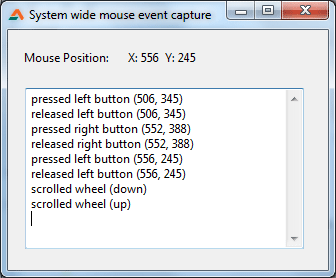 System wide mouse event capture
Mouse Position: X: 556 Y: 245
pressed left button (506, 345)
released left button (506, 345)
pressed right button (552, 388)
released right button (552, 388)
pressed left button (556, 245)
released left button (556, 245)
scrolled wheel (down)
scrolled wheel (up)